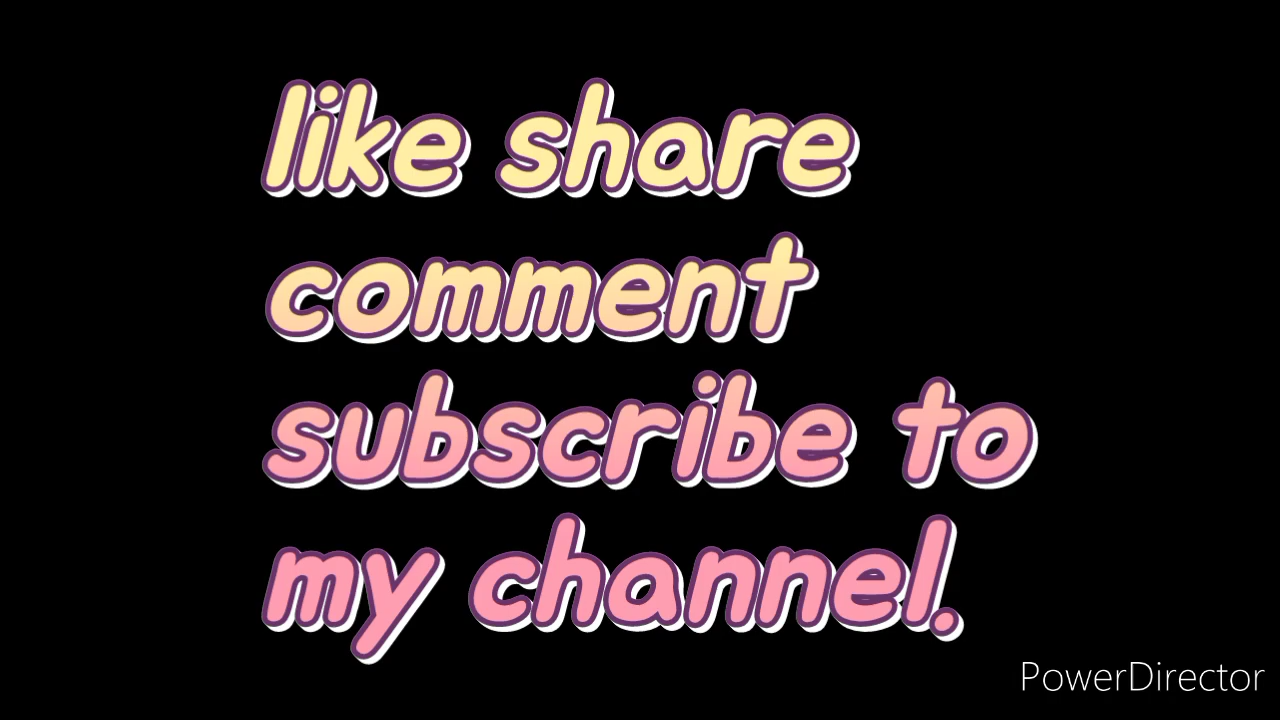 like share
comment
subscribe to
my channel.
PowerDirector